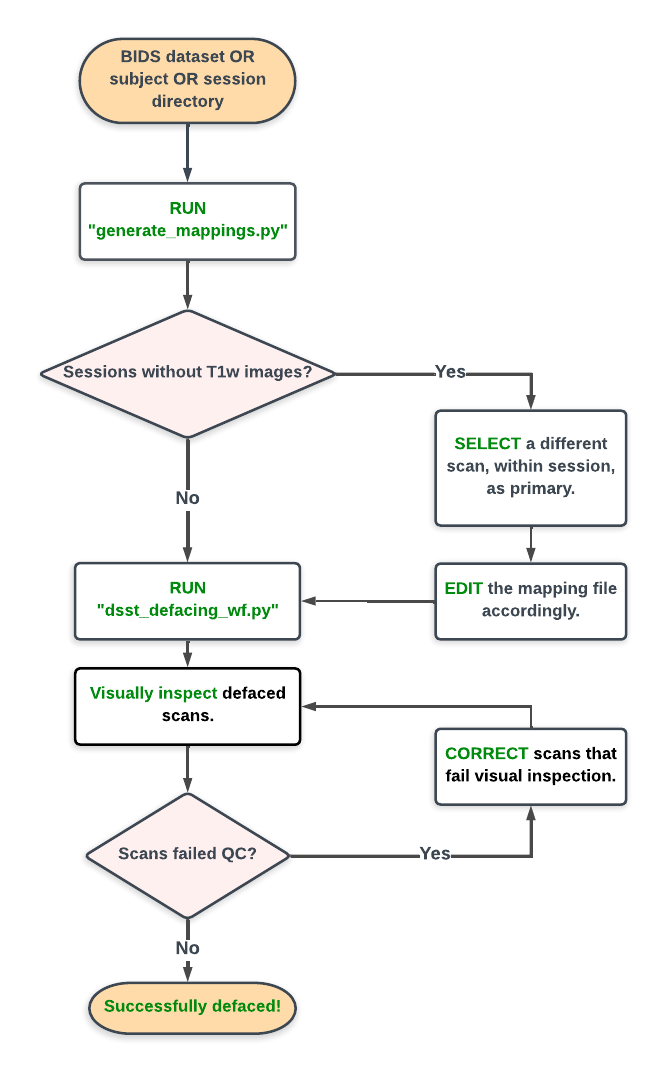 BIDS dataset OR
subject OR session
directory
RUN
"generate_mappings.py"
Sessions without T1w images?
Yes
SELECT a different
scan, within session,
as primary.
No
EDIT the mapping file
accordingly.
RUN
"dsst_defacing_wf.py"
Visually inspect defaced
scans.
CORRECT scans that
fail visual inspection.
Scans failed QC?
Yes
No
Successfully defaced!